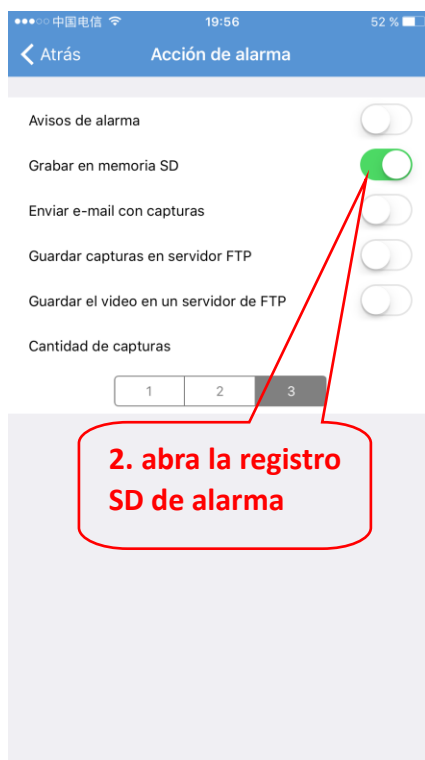 中国电信 19:56 52 %
Atrás Acción de alarma
Avisos de alarma
Grabar en memoria SD
Enviar e-mail con capturas
Guardar capturas en servidor FTP
Guardar el video en un servidor de FTP
Cantidad de capturas
1 2 3
2. abra la registro
SD de alarma